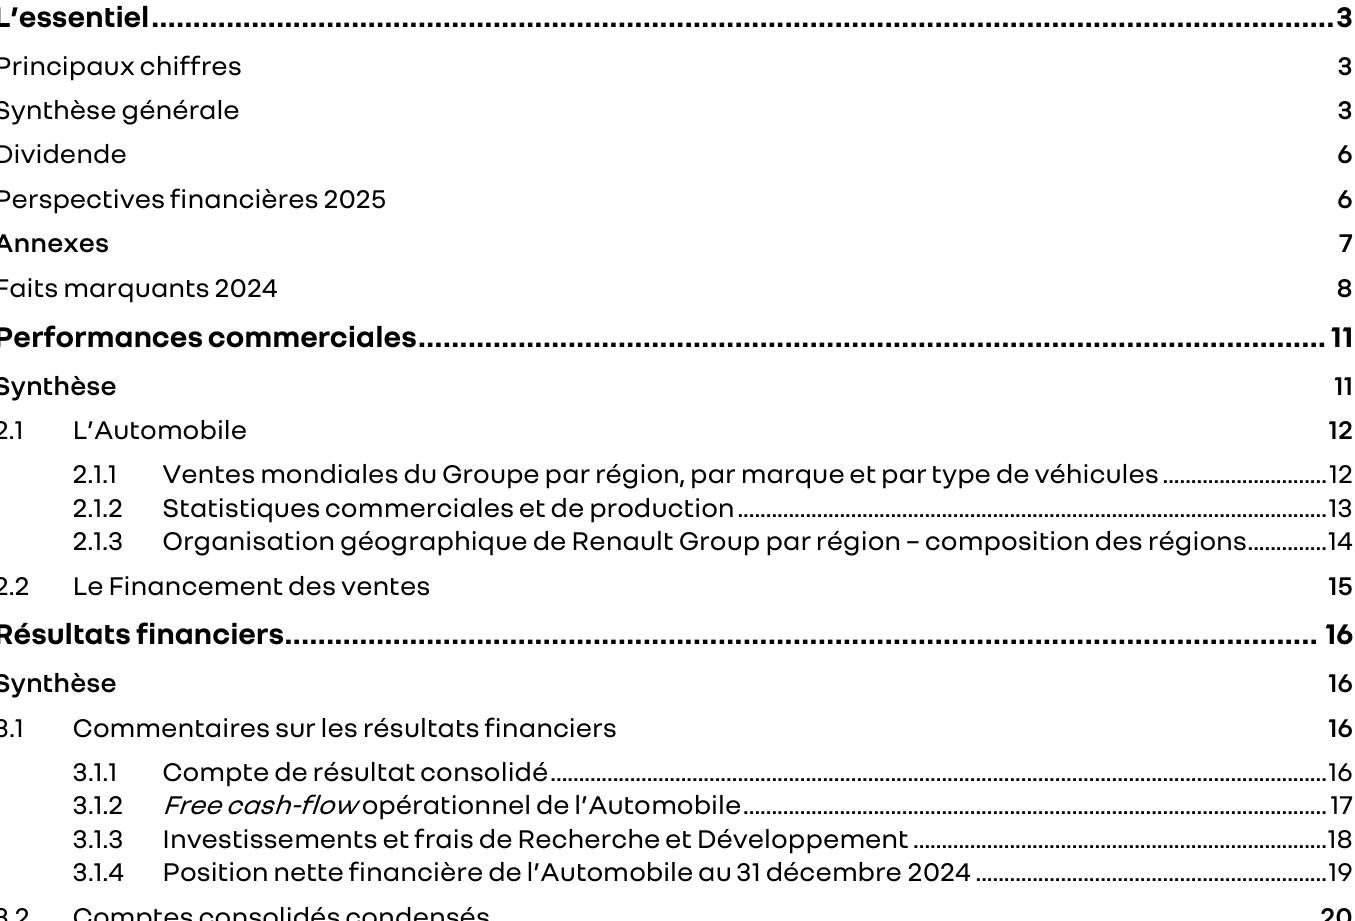 L’essentiel 3
Principaux chiffres 3
Synthèse générale 3
Dividende 6
Perspectives financières 2025 6
Annexes 7
Faits marquants 2024 8
Performances commerciales 11
Synthèse 11
2.1 L’Automobile 12
2.1.1 Ventes mondiales du Groupe par région, par marque et par type de véhicules 12
2.1.2 Statistiques commerciales et de production 13
2.1.3 Organisation géographique de Renault Group par région – composition des régions 14
2.2 Le Financement des ventes 15
Résultats financiers 16
Synthèse 16
3.1 Commentaires sur les résultats financiers 16
3.1.1 Compte de résultat consolidé 16
3.1.2 Free cash-flow opérationnel de l’Automobile 17
3.1.3 Investissements et frais de Recherche et Développement 18
3.1.4 Position nette financière de l’Automobile au 31 décembre 2024 19
3.2 Comptes consolidés condensés 20